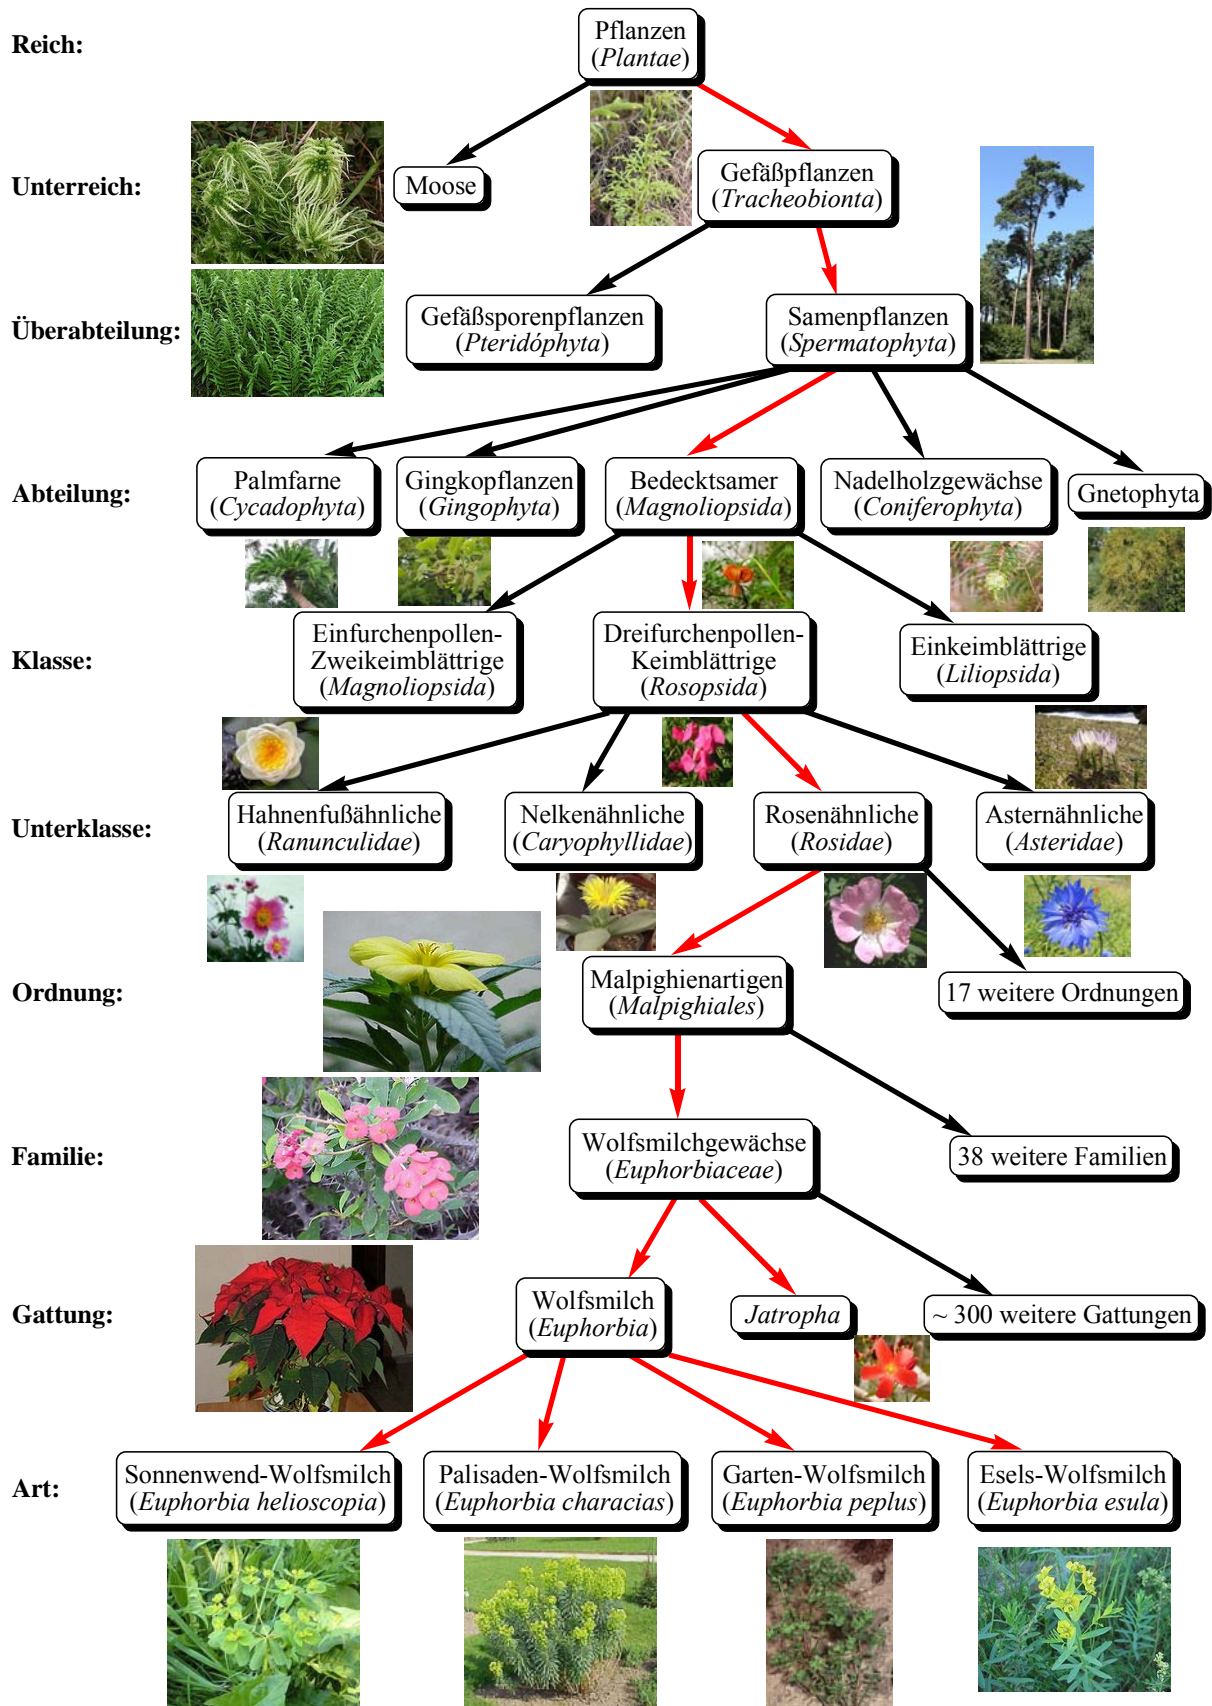 Reich:
Pflanzen
(Plantae)
Unterreich:
Moose
Gefäßpflanzen
(Tracheobionta)
Überabteilung:
Gefäßsporenpflanzen
(Pteridóphyta)
Samenpflanzen
(Spermatophyta)
Abteilung:
Palmfarne
(Cycadophyta)
Gingkopflanzen
(Gingophyta)
Bedecktsamer
(Magnoliopsida)
Nadelholzgewächse
(Coniferophyta)
Gnetophyta
Klasse:
Einfurchenpollen-
Zweikeimblättrige
(Magnoliopsida)
Dreifurchenpollen-
Keimblättrige
(Rosopsida)
Einkeimblättrige
(Liliopsida)
Unterklasse:
Hahnenfußähnliche
(Ranunculidae)
Nelkenähnliche
(Caryophyllidae)
Rosenähnliche
(Rosidae)
Asternähnliche
(Asteridae)
Ordnung:
Malpighienartigen
(Malpighiales)
17 weitere Ordnungen
Familie:
Wolfsmilchgewächse
(Euphorbiaceae)
38 weitere Familien
Gattung:
Wolfsmilch
(Euphorbia)
Jatropha
~ 300 weitere Gattungen
Art:
Sonnenwend-Wolfsmilch
(Euphorbia helioscopia)
Palisaden-Wolfsmilch
(Euphorbia characias)
Garten-Wolfsmilch
(Euphorbia peplus)
Esels-Wolfsmilch
(Euphorbia esula)